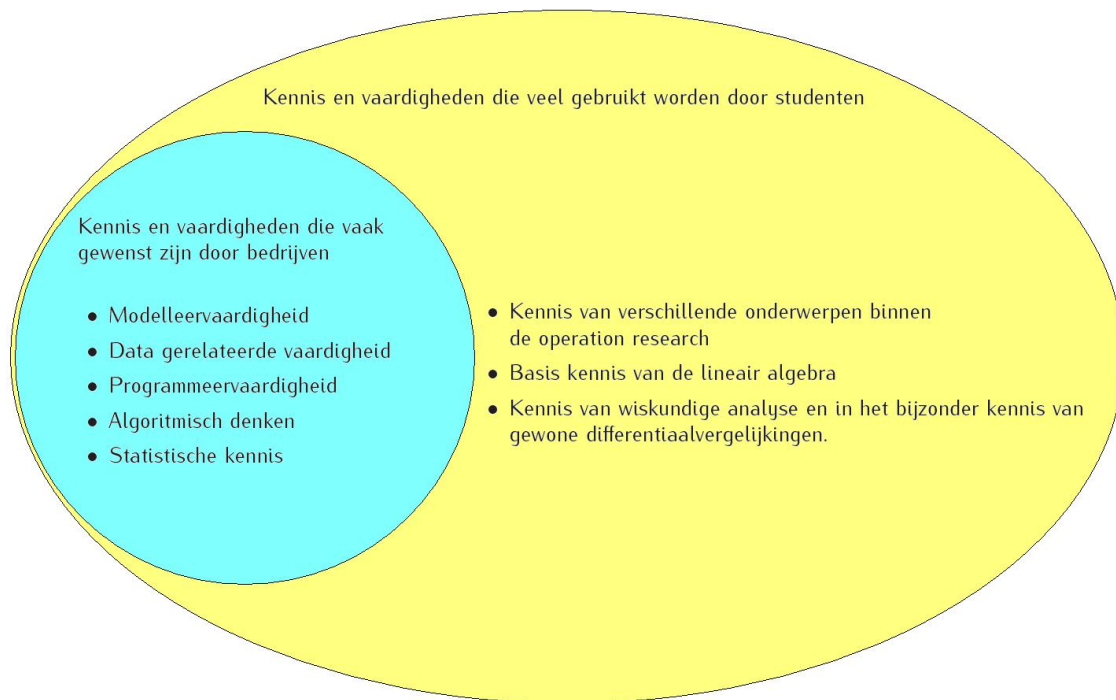 Kennis en vaardigheden die veel gebruikt worden door studenten
Kennis en vaardigheden die vaak
gewenst zijn door bedrijven
• Modelleervaardigheid
• Data gerelateerde vaardigheid
• Programmeervaardigheid
• Algoritmisch denken
• Statistische kennis
• Kennis van verschillende onderwerpen binnen
de operation research
• Basis kennis van de lineair algebra
• Kennis van wiskundige analyse en in het bijzonder kennis van
gewone differentiaalvergelijkingen.